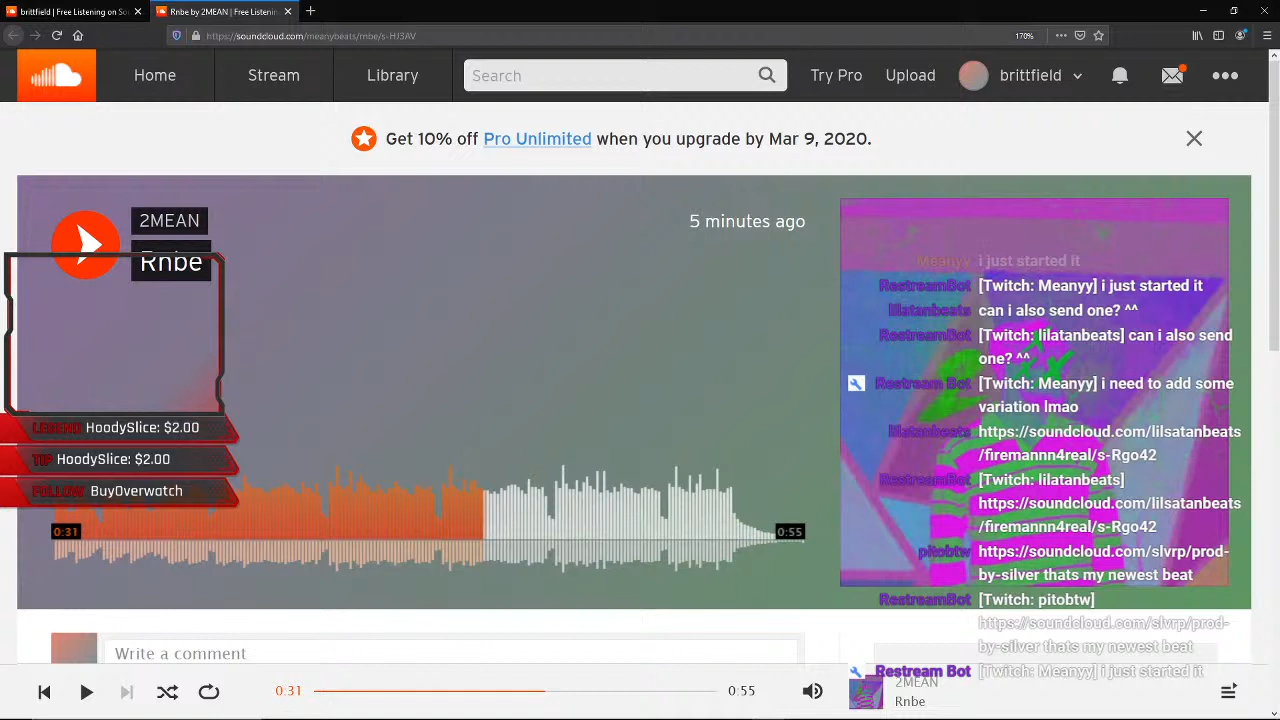 brittfield | Free Listening on So
Rnbe by 2MEAN | Free Listening
https://soundcloud.com/meanybeats/rnbe/s-HJ3AV
170%
Home
Stream
Library
Search
Try Pro
Upload
brittfield
Get 10% off Pro Unlimited when you upgrade by Mar 9, 2020.
2MEAN
Rnbe
5 minutes ago
Meanyy i just started it
RestreamBot [Twitch: Meanyy] i just started it
lilatanbeats can i also send one? ^^
RestreamBot [Twitch: lilatanbeats] can i also send
one? ^^
Restream Bot [Twitch: Meanyy] i need to add some
variation lmao
lilatanbeats https://soundcloud.com/lilsatanbeats
/firemannn4real/s-Rgo42
RestreamBot [Twitch: lilatanbeats]
https://soundcloud.com/lilsatanbeats
/firemannn4real/s-Rgo42
pitobtw https://soundcloud.com/slvrp/prod-
by-silver thats my newest beat
RestreamBot [Twitch: pitobtw]
https://soundcloud.com/slvrp/prod-
by-silver thats my newest beat
Restream Bot [Twitch: Meanyy] i just started it
LEGEND HoodySlice: $2.00
TIP HoodySlice: $2.00
FOLLOW BuyOverwatch
0:31
0:55
Write a comment
0:31
0:55
2MEAN
Rnbe